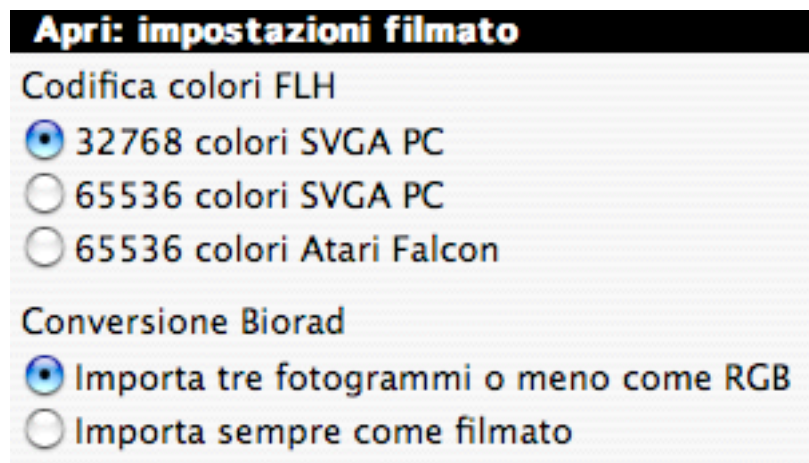 Apri: impostazioni filmato
Codifica colori FLH
32768 colori SVGA PC
65536 colori SVGA PC
65536 colori Atari Falcon
Conversione Biorad
Importa tre fotogrammi o meno come RGB
Importa sempre come filmato